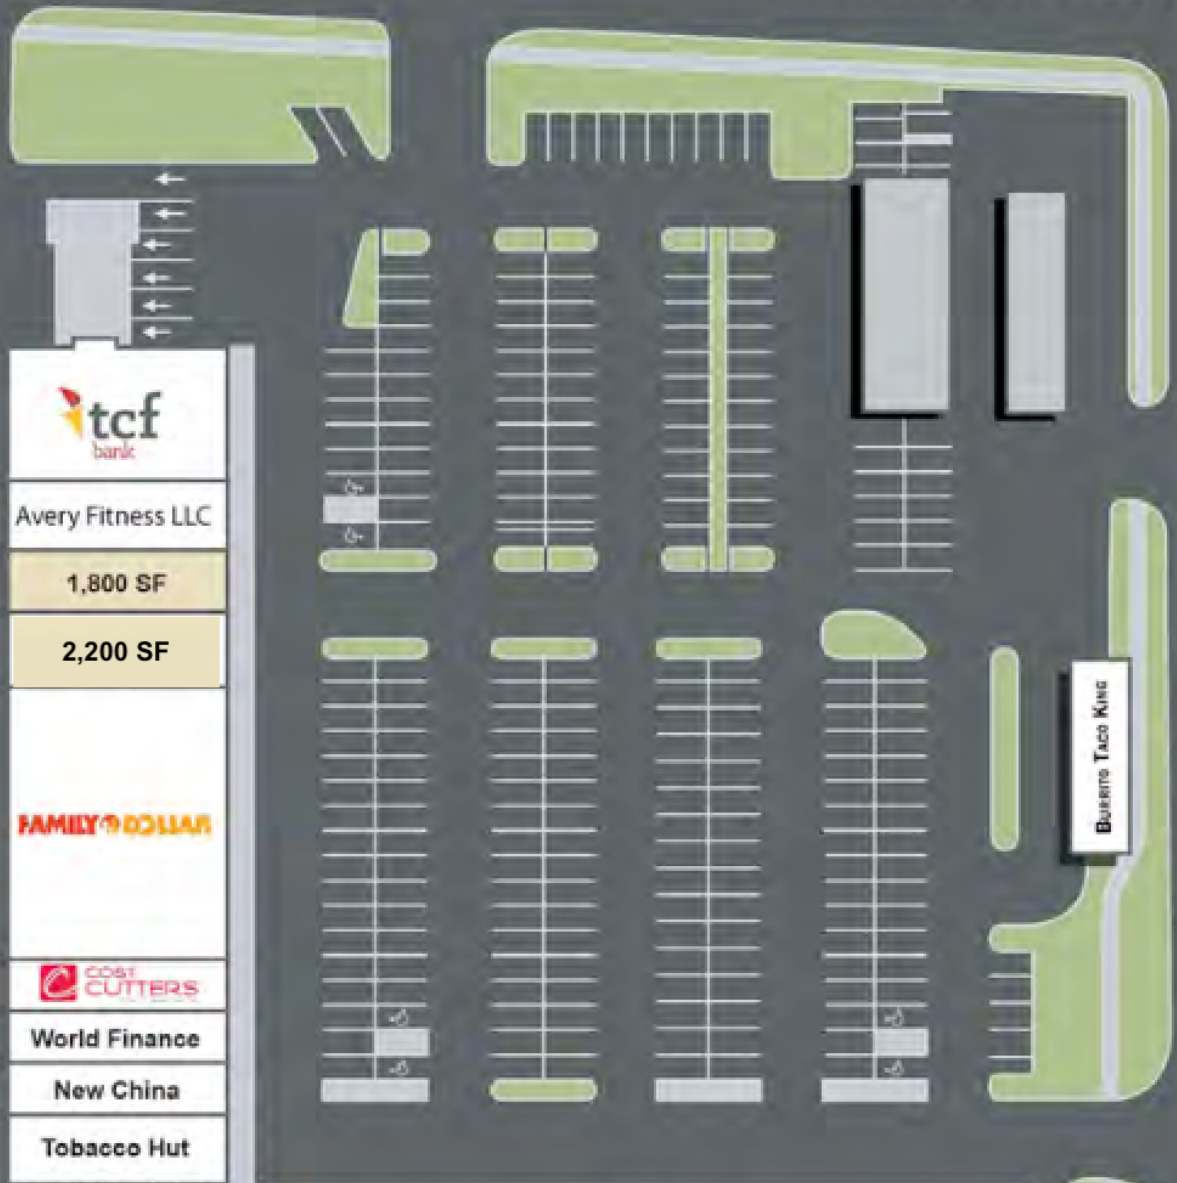 tcf
bank
Avery Fitness LLC
1,800 SF
2,200 SF
FAMILY DOLLAR
COST
CUTTERS
World Finance
New China
Tobacco Hut
BURRITO TACO KING